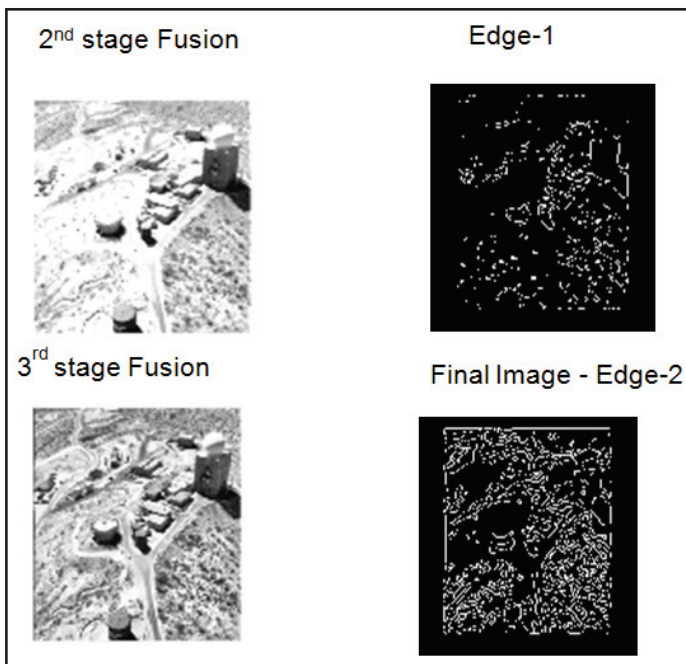 2nd stage Fusion
Edge-1
3rd stage Fusion
Final Image - Edge-2